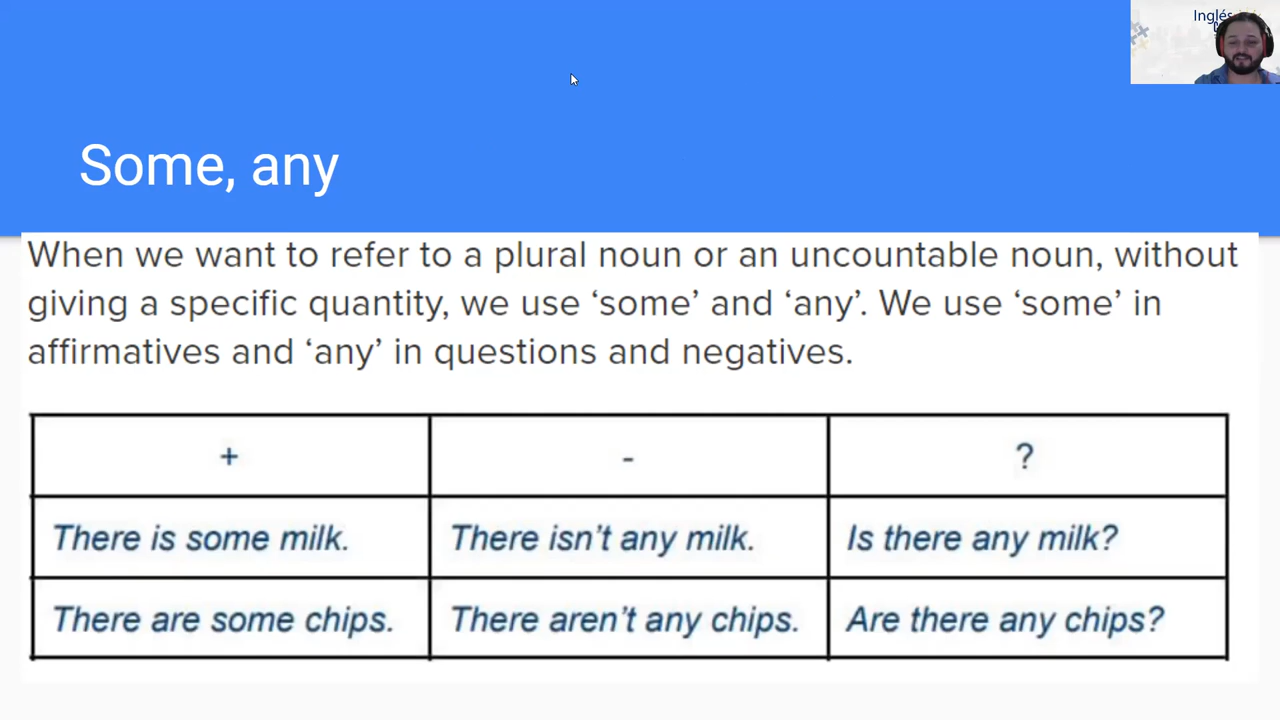 Inglés
Some, any
When we want to refer to a plural noun or an uncountable noun, without
giving a specific quantity, we use ‘some’ and ‘any’. We use ‘some’ in
affirmatives and ‘any’ in questions and negatives.
+ - ?
There is some milk. There isn’t any milk. Is there any milk?
There are some chips. There aren’t any chips. Are there any chips?